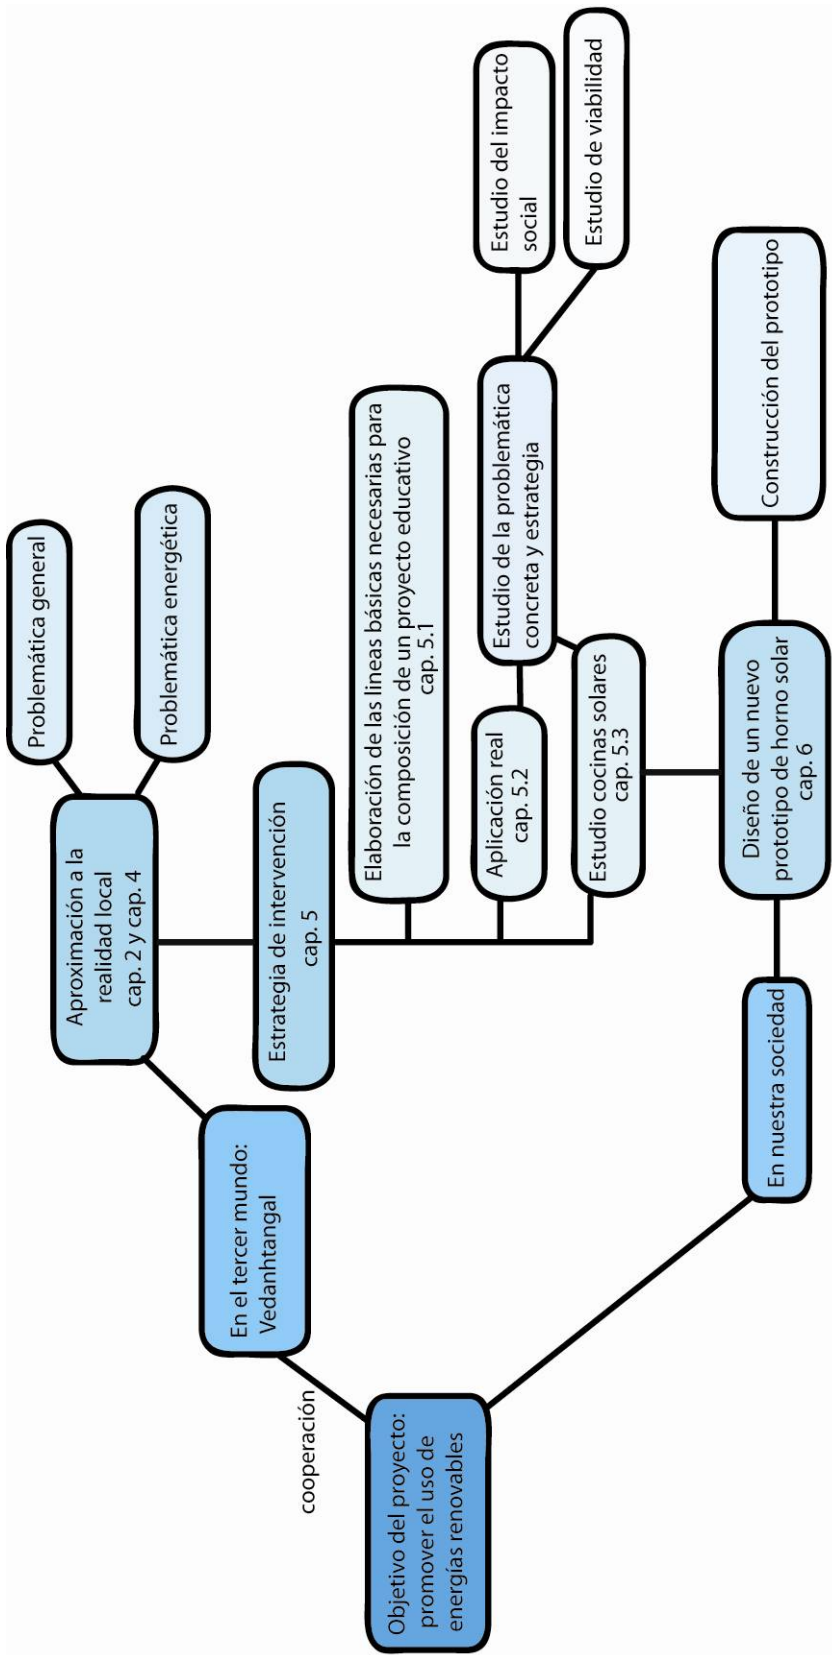 Objetivo del proyecto:
promover el uso de
energías renovables
cooperación
En el tercer mundo:
Vedanhtangal
Aproximación a la
realidad local
cap. 2 y cap. 4
Problemática general
Problemática energética
Estrategia de intervención
cap. 5
Elaboración de las lineas básicas necesarias para
la composición de un proyecto educativo
cap. 5.1
Aplicación real
cap. 5.2
Estudio cocinas solares
cap. 5.3
Estudio de la problemática
concreta y estrategia
Estudio del impacto
social
Estudio de viabilidad
En nuestra sociedad
Diseño de un nuevo
prototipo de horno solar
cap. 6
Construcción del prototipo